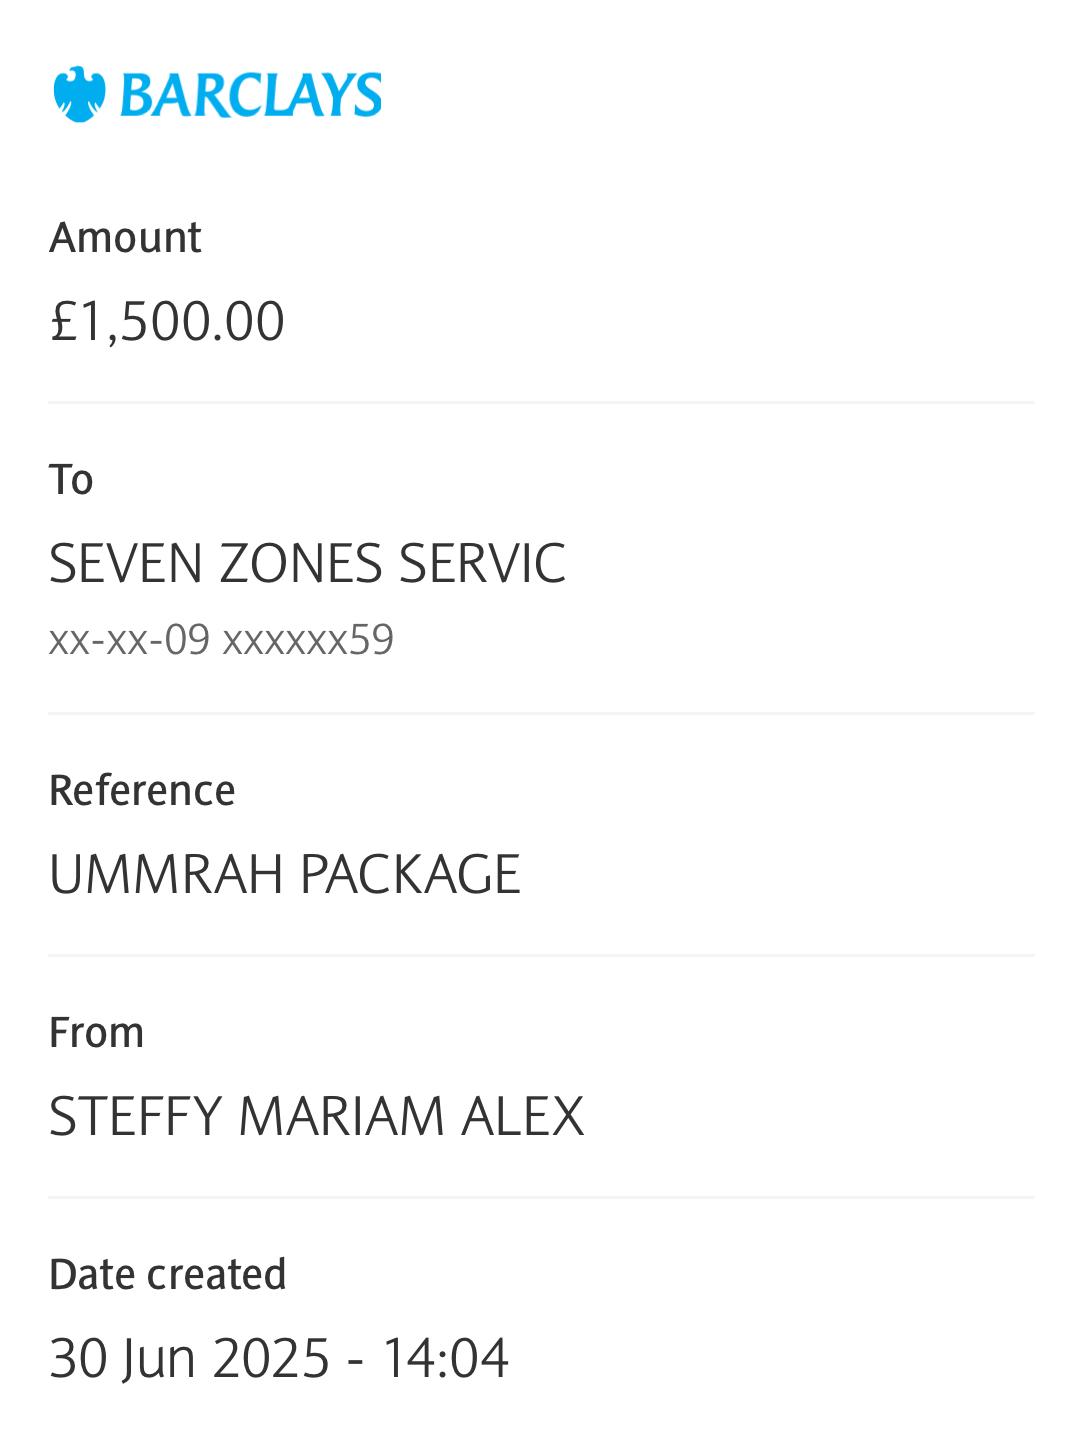 BARCLAYS
Amount
£1,500.00
To
SEVEN ZONES SERVIC
xx-xx-09 xxxxxx59
Reference
UMMRAH PACKAGE
From
STEFFY MARIAM ALEX
Date created
30 Jun 2025 - 14:04